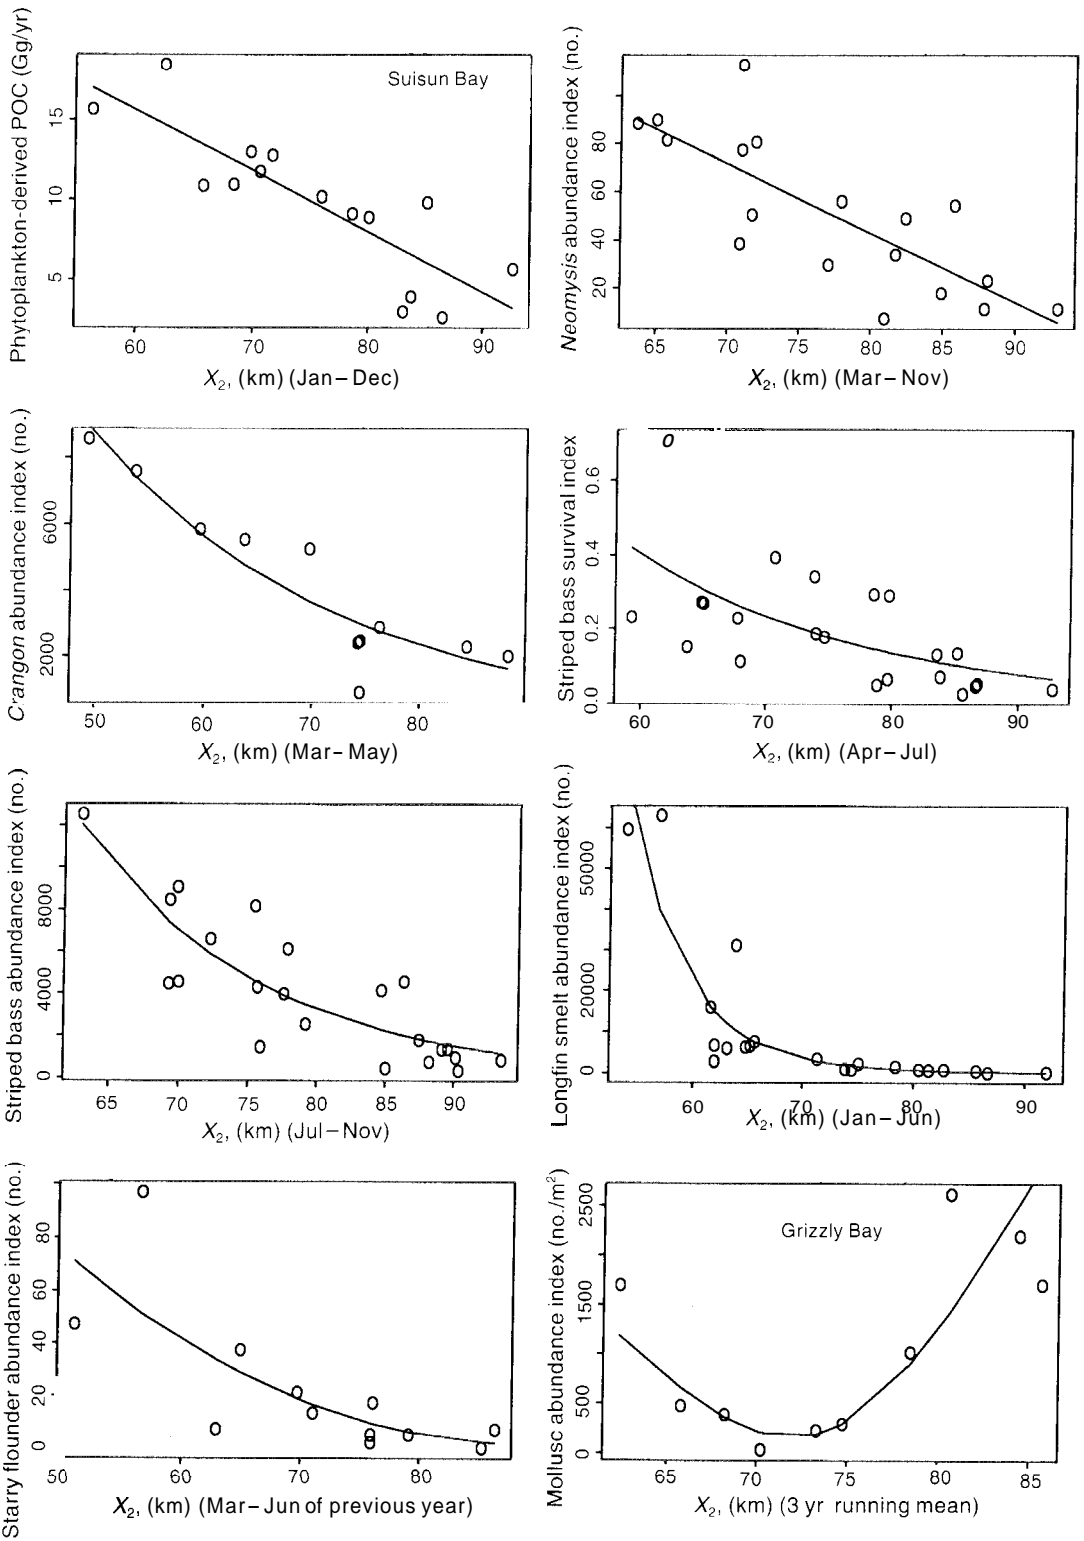 Phytoplankton-derived POC (Gg/yr)
15
10
5
Suisun Bay
60 70 80 90
X2, (km) (Jan–Dec)
Neomysis abundance index (no.)
80
60
40
20
65 70 75 80 85 90
X2, (km) (Mar–Nov)
Crangon abundance index (no.)
6000
2000
50 60 70 80
X2, (km) (Mar–May)
Striped bass survival index
0.6
0.4
0.2
0.0
60 70 80 90
X2, (km) (Apr–Jul)
Striped bass abundance index (no.)
8000
4000
0
65 70 75 80 85 90
X2, (km) (Jul–Nov)
Longfin smelt abundance index (no.)
50000
20000
0
60 70 80 90
X2, (km) (Jan–Jun)
Starry flounder abundance index (no.)
80
60
40
20
0
50 60 70 80
X2, (km) (Mar–Jun of previous year)
Mollusc abundance index (no./m²)
2500
1500
500
0
Grizzly Bay
65 70 75 80 85
X2, (km) (3 yr running mean)